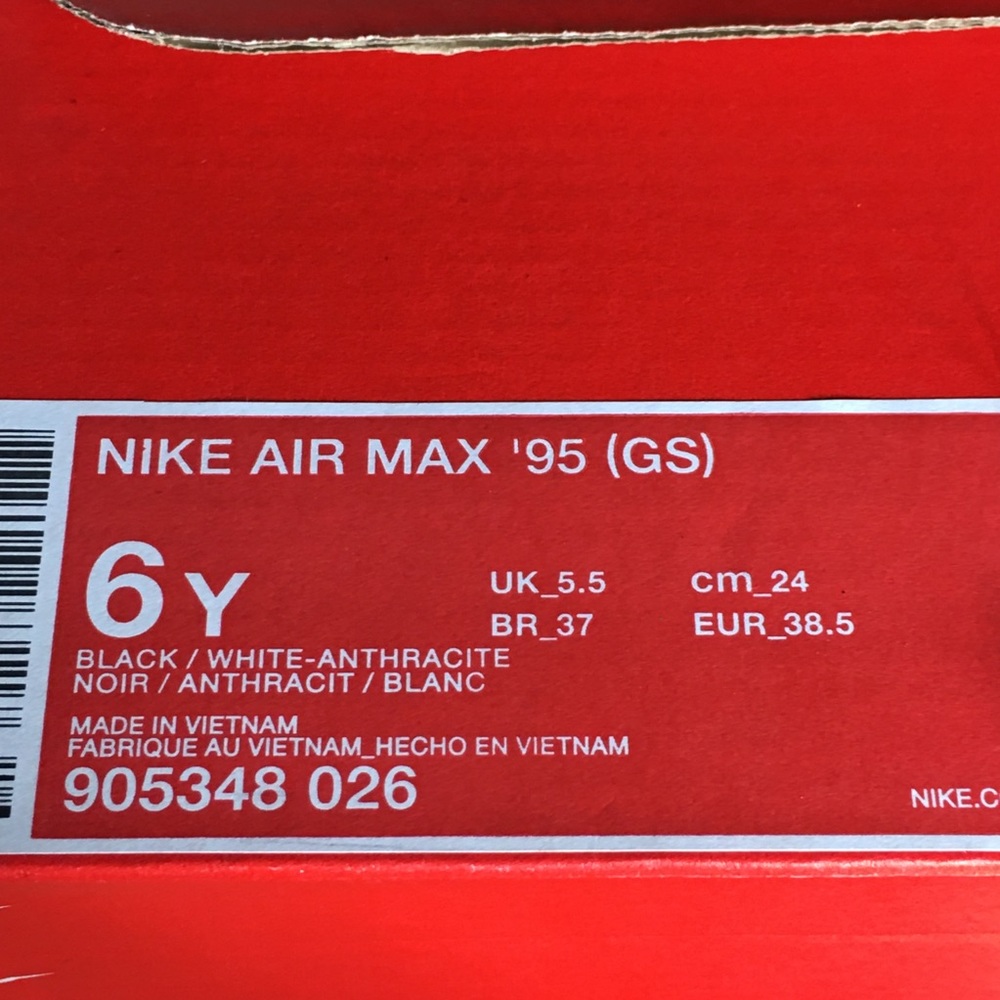 NIKE AIR MAX '95 (GS)
6Y
UK_5.5 cm_24
BR_37 EUR_38.5
BLACK / WHITE-ANTHRACITE
NOIR / ANTHRACIT / BLANC
MADE IN VIETNAM
FABRIQUE AU VIETNAM_HECHO EN VIETNAM
905348 026
NIKE.C